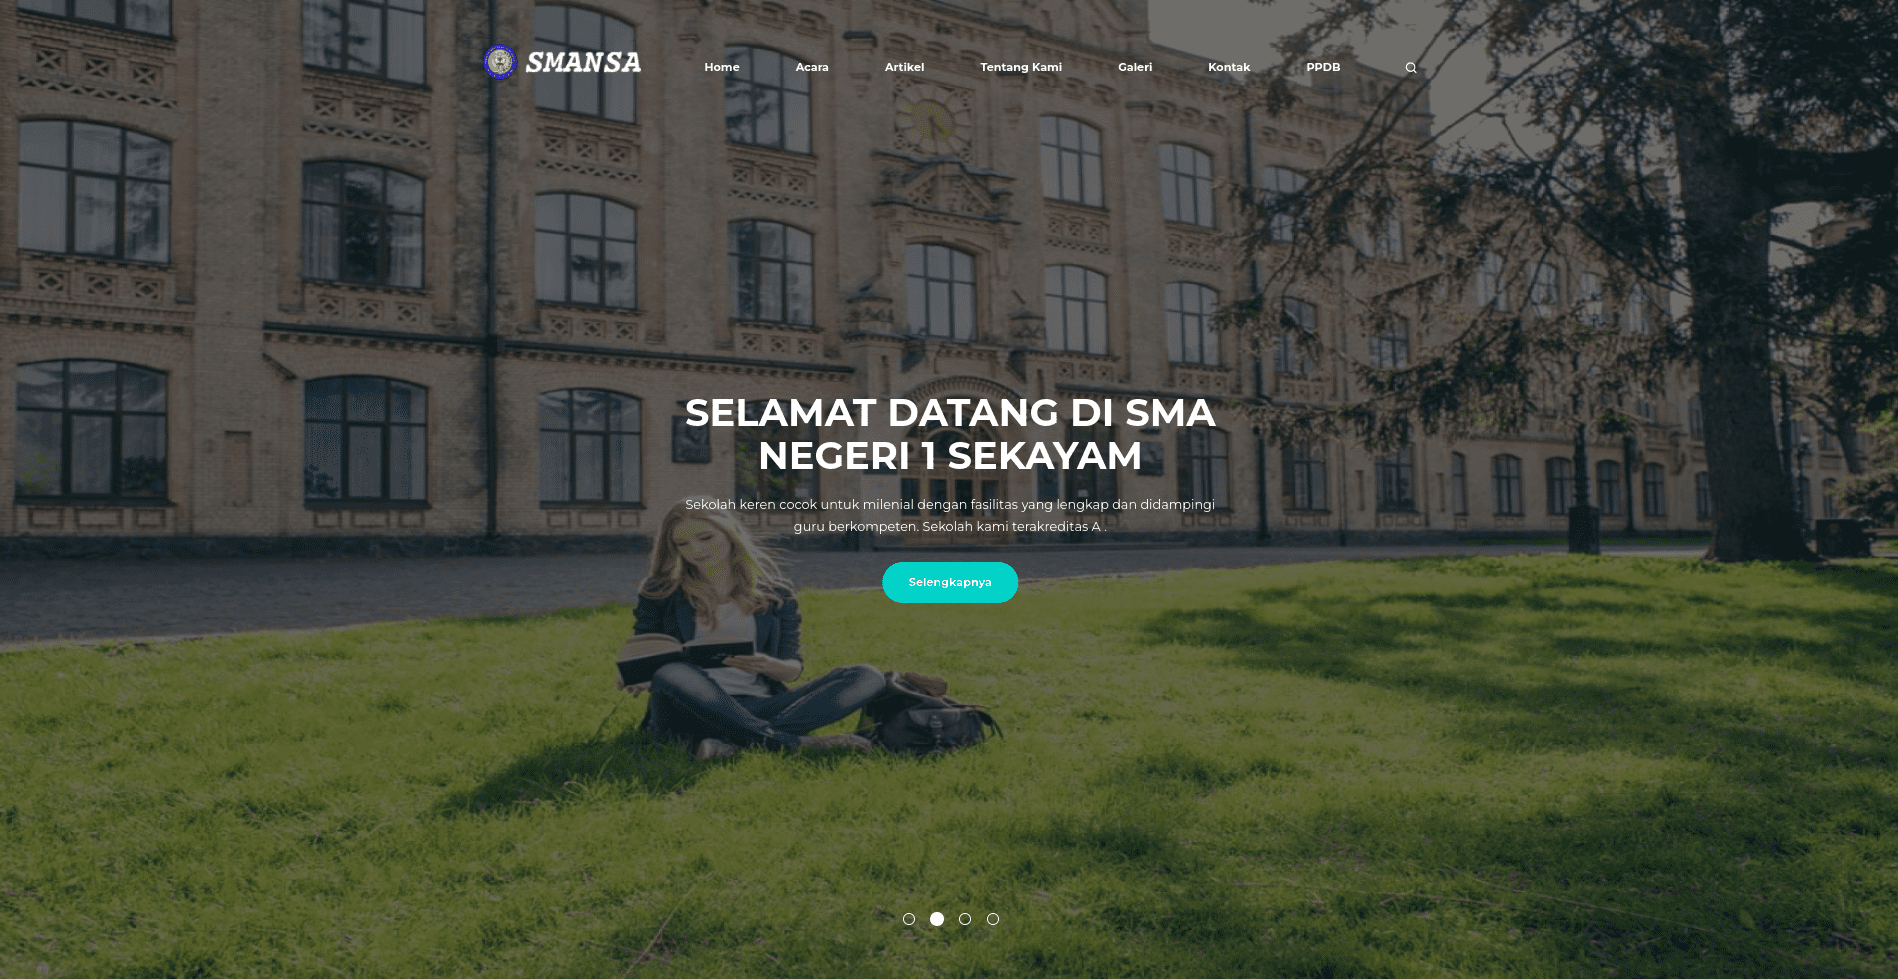 SMANSA
Home
Acara
Artikel
Tentang Kami
Galeri
Kontak
PPDB
SELAMAT DATANG DI SMA
NEGERI 1 SEKAYAM
Sekolah keren cocok untuk milenial dengan fasilitas yang lengkap dan didampingi
guru berkompeten. Sekolah kami terakreditas A .
Selengkapnya